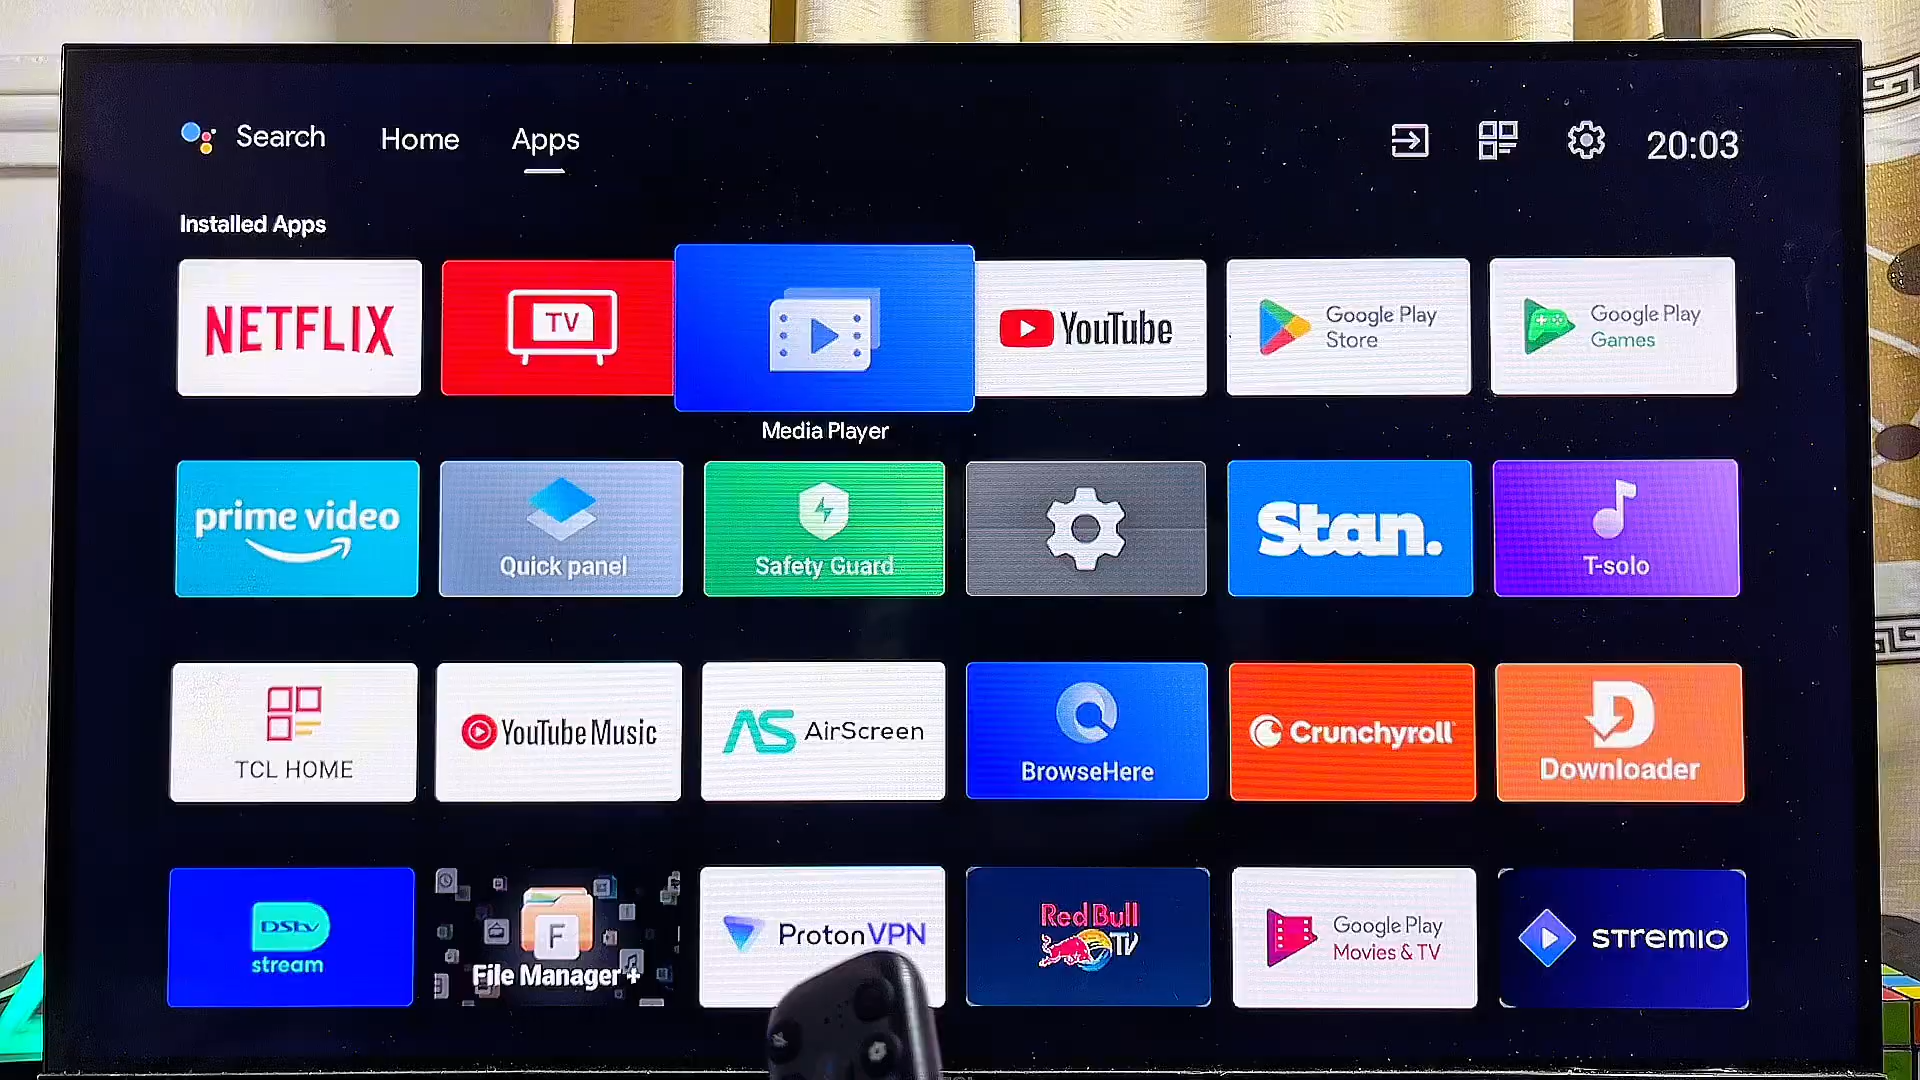 Search Home Apps 20:03
Installed Apps
NETFLIX
TV
YouTube
Google Play
Store
Google Play
Games
Media Player
prime video
Quick panel
Safety Guard
Stan.
T-solo
TCL HOME
YouTube Music
AS AirScreen
BrowseHere
Crunchyroll
D
Downloader
DStv
stream
F
File Manager +
ProtonVPN
Red Bull
TV
Google Play
Movies & TV
STREMIO